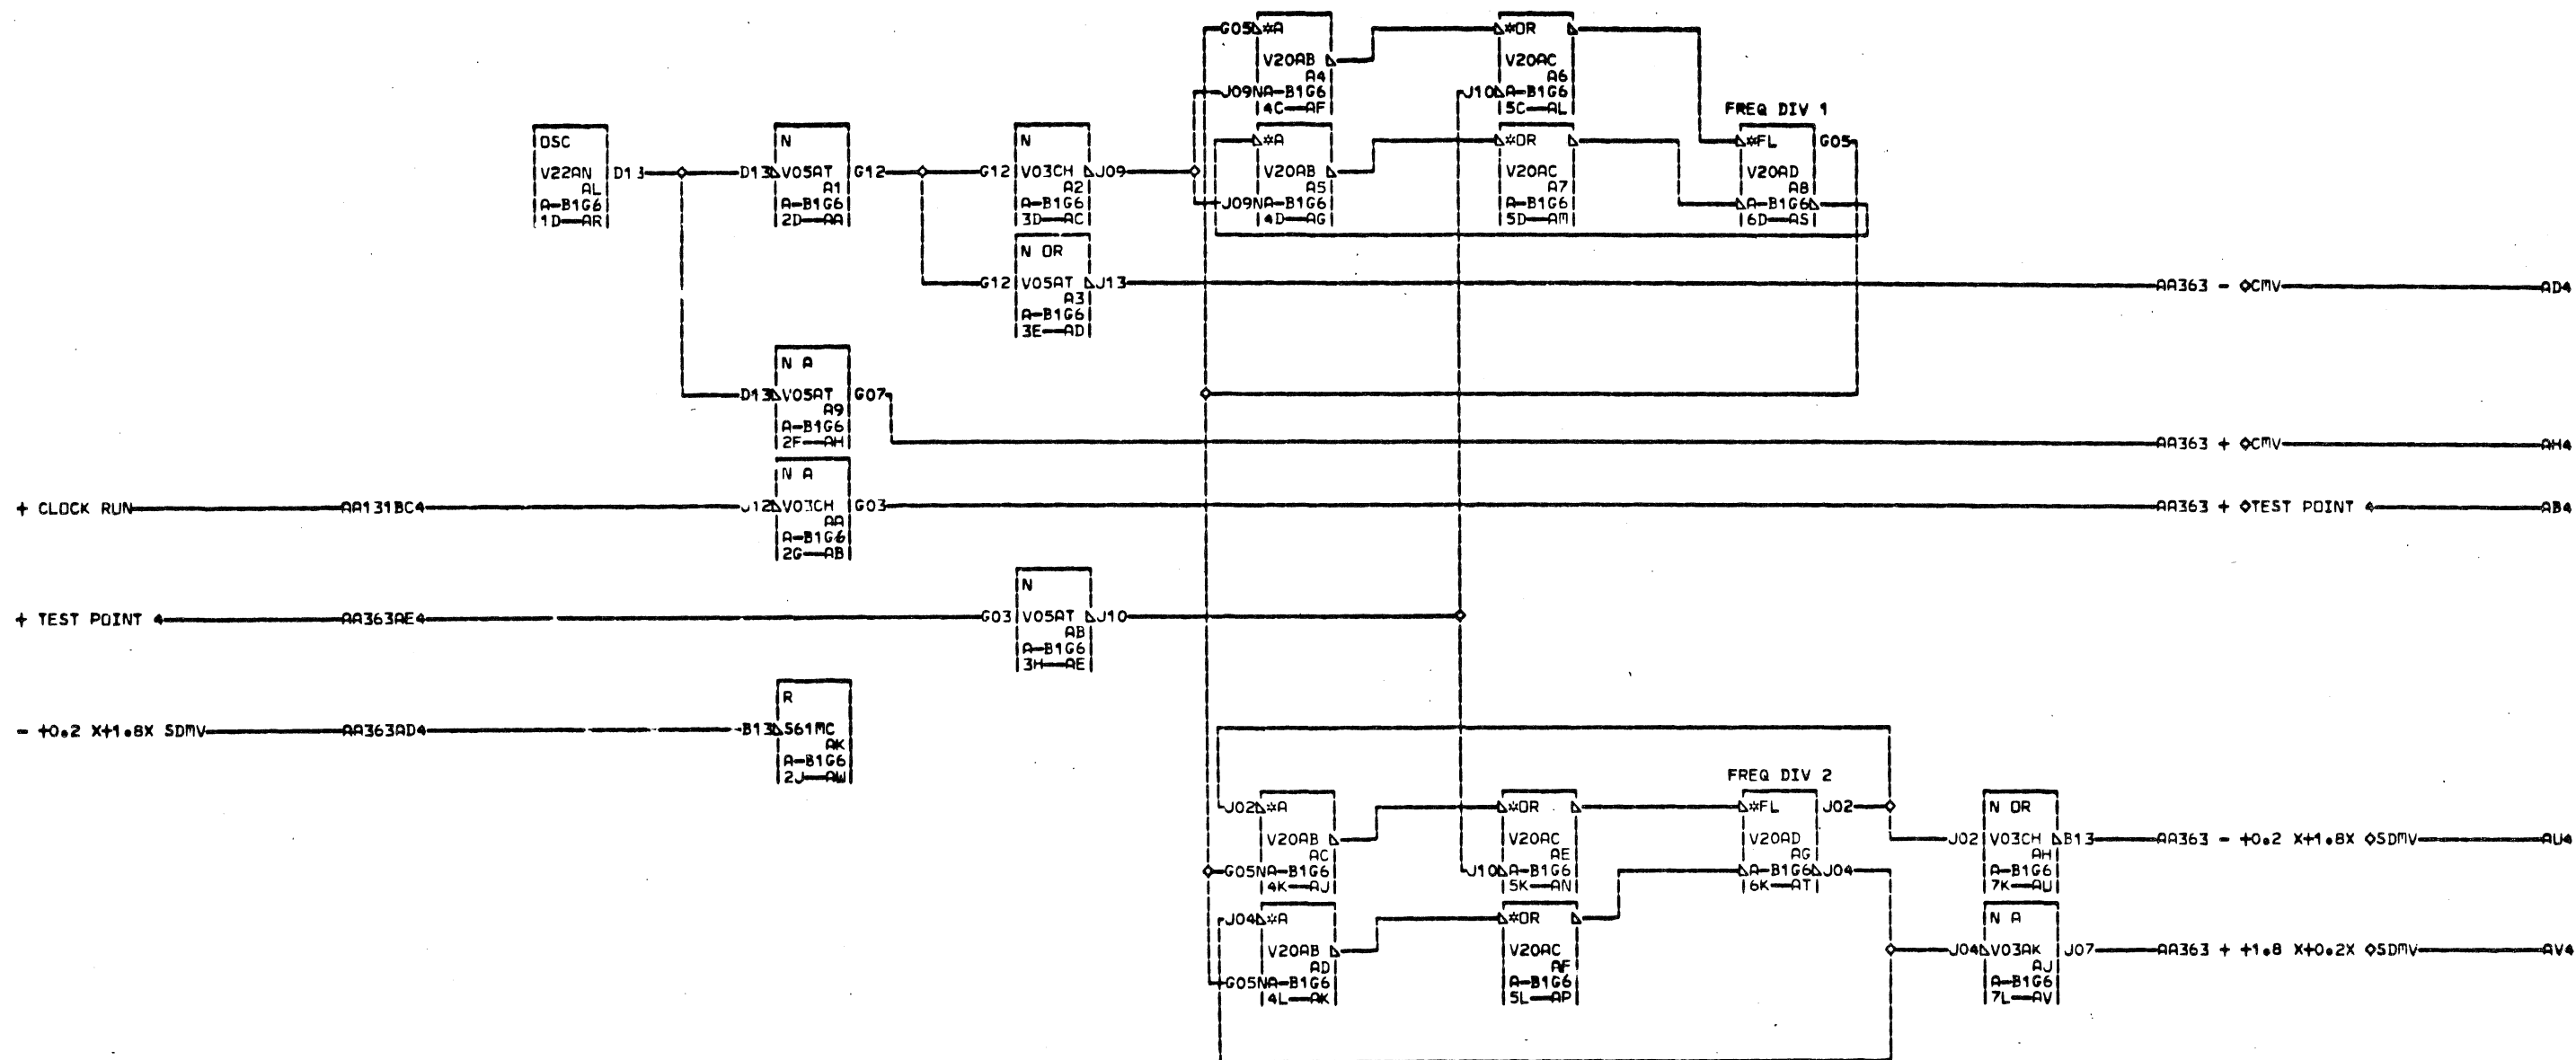 G05 *A
V20AB
A4
J09 NA-B1G6
4C-AF
*OR
V20AC
A6
J10 A-B1G6
5C-AL
FREQ DIV 1
OSC
V22AN D13
AL
A-B1G6
1D-AR
N
D13 V05AT G12
A1
A-B1G6
2D-AA
N
G12 V03CH J09
A2
A-B1G6
3D-AC
*A
V20AB
A5
J09 NA-B1G6
4D-AG
*OR
V20AC
A7
A-B1G6
5D-AM
*FL G05
V20AD
A8
A-B1G6
6D-AS
N OR
G12 V05AT J13
A3
A-B1G6
3E-AD
AA363 - ◊CMV AD4
N A
D13 V05AT G07
A9
A-B1G6
2F-AH
AA363 + ◊CMV AH4
+ CLOCK RUN AA131BC4
N A
J12 V03CH G03
AA
A-B1G6
2G-AB
AA363 + ◊TEST POINT 4 AB4
+ TEST POINT 4 AA363AE4
N
G03 V05AT J10
AB
A-B1G6
3H-AE
- +0.2 X+1.8X SDMV AA363AD4
R
B13 S61MC
AK
A-B1G6
2J-AW
FREQ DIV 2
J02 *A
V20AB
AC
G05 NA-B1G6
4K-AJ
*OR
V20AC
AE
J10 A-B1G6
5K-AN
*FL J02
V20AD
AG
A-B1G6 J04
6K-AT
N OR
J02 V03CH B13
AH
A-B1G6
7K-AU
AA363 - +0.2 X+1.8X ◊SDMV AU4
J04 *A
V20AB
AD
G05 NA-B1G6
4L-AK
*OR
V20AC
AF
A-B1G6
5L-AP
N A
J04 V03AK J07
AJ
A-B1G6
7L-AV
AA363 + +1.8 X+0.2X ◊SDMV AV4